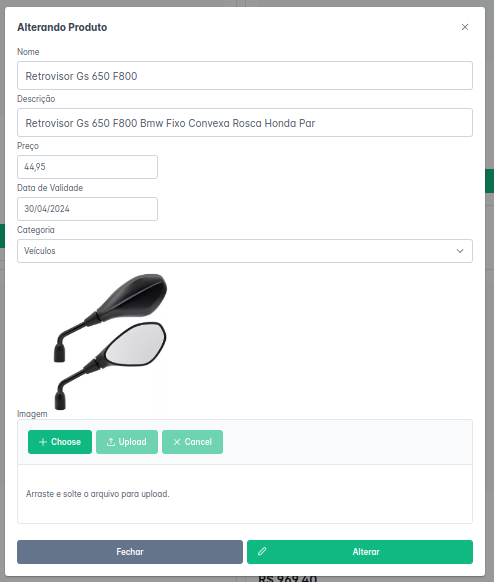 Alterando Produto
Nome
Retrovisor Gs 650 F800
Descrição
Retrovisor Gs 650 F800 Bmw Fixo Convexa Rosca Honda Par
Preço
44,95
Data de Validade
30/04/2024
Categoria
Veículos
Imagem
Choose Upload Cancel
Arraste e solte o arquivo para upload.
Fechar Alterar
R$ 969,40